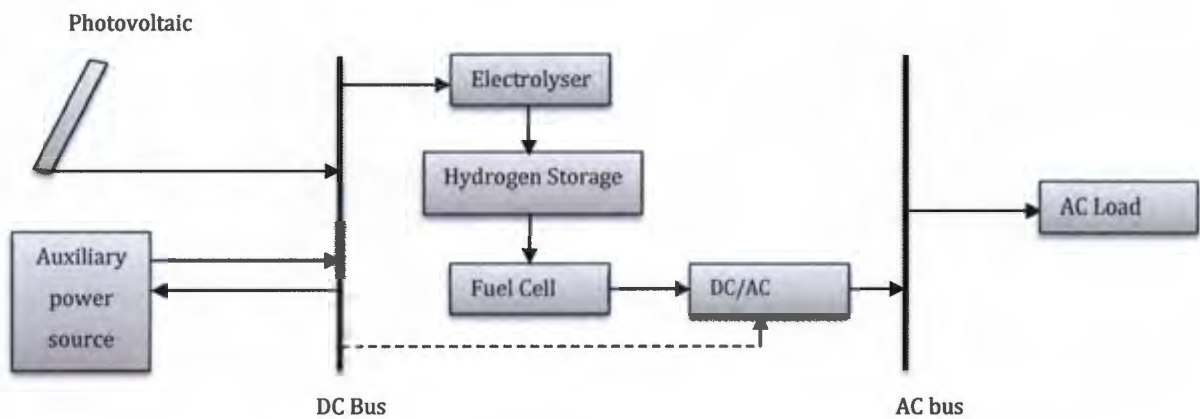 Photovoltaic
Electrolyser
Hydrogen Storage
AC Load
Auxiliary
power
source
Fuel Cell
DC/AC
DC Bus
AC bus